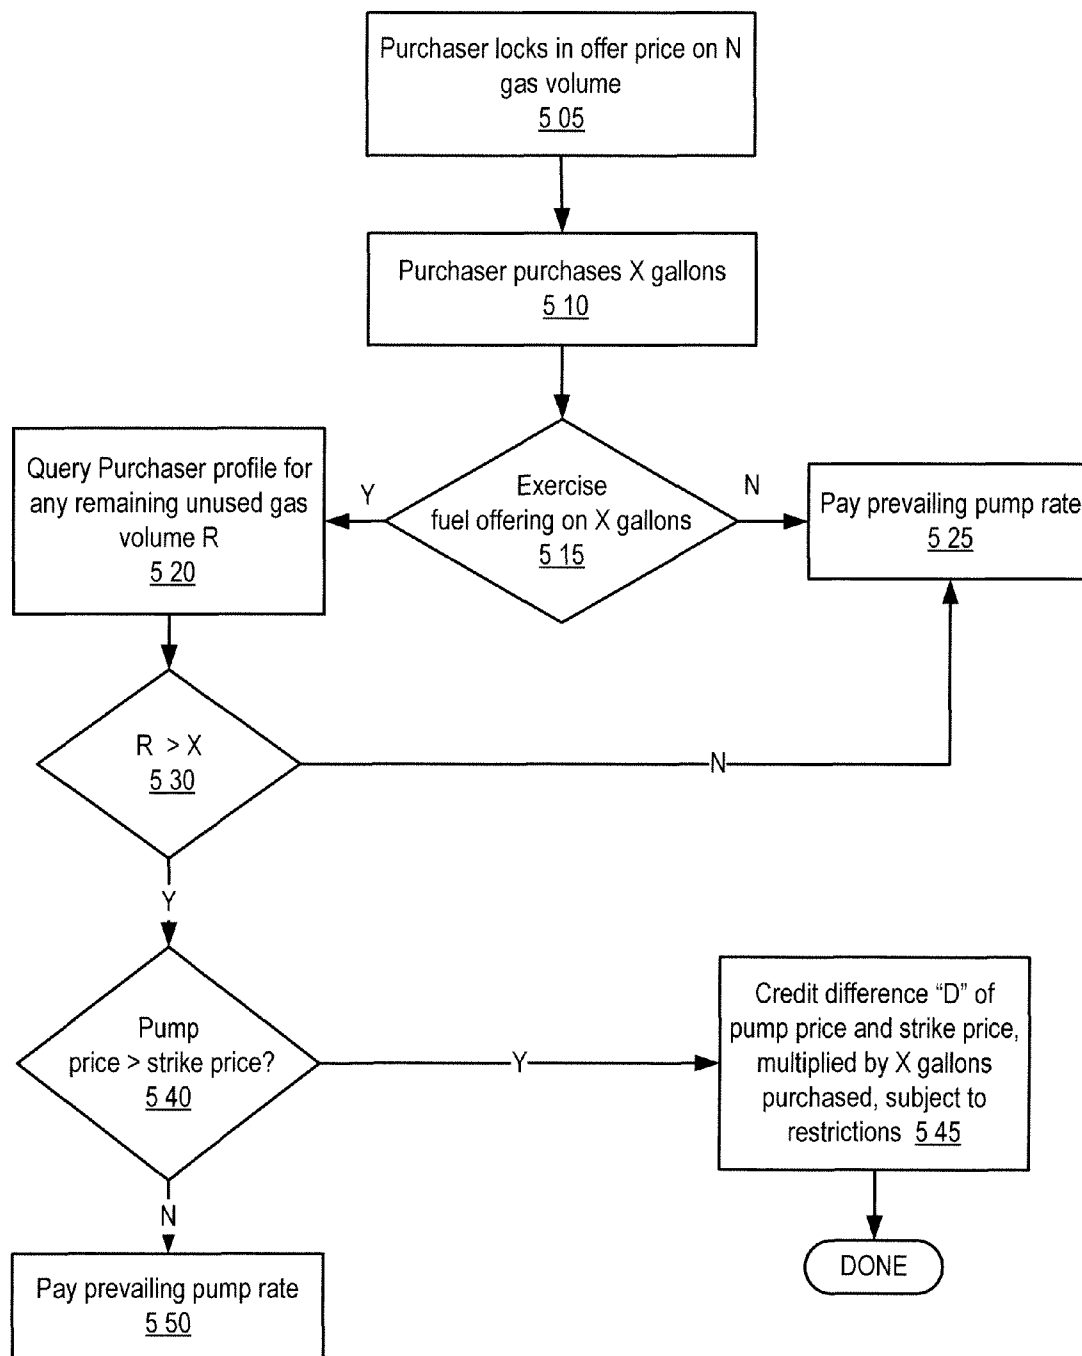 Purchaser locks in offer price on N
gas volume
5 05
Purchaser purchases X gallons
5 10
Exercise
fuel offering on X gallons
5 15
Y
N
Query Purchaser profile for
any remaining unused gas
volume R
5 20
Pay prevailing pump rate
5 25
R > X
5 30
N
Y
Pump
price > strike price?
5 40
Y
Credit difference “D” of
pump price and strike price,
multiplied by X gallons
purchased, subject to
restrictions 5 45
N
DONE
Pay prevailing pump rate
5 50